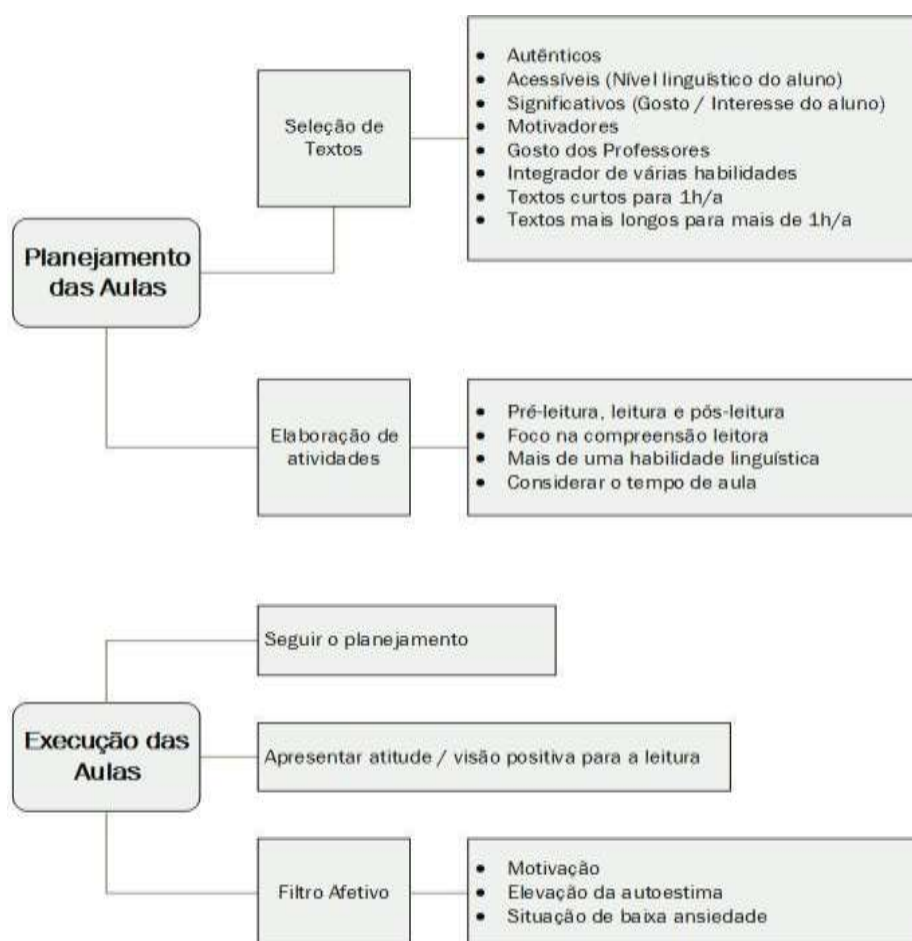 Planejamento
das Aulas
Seleção de
Textos
• Autênticos
• Acessíveis (Nível linguístico do aluno)
• Significativos (Gosto / Interesse do aluno)
• Motivadores
• Gosto dos Professores
• Integrador de várias habilidades
• Textos curtos para 1h/a
• Textos mais longos para mais de 1h/a
Elaboração de
atividades
• Pré-leitura, leitura e pós-leitura
• Foco na compreensão leitora
• Mais de uma habilidade linguística
• Considerar o tempo de aula
Execução das
Aulas
Seguir o planejamento
Apresentar atitude / visão positiva para a leitura
Filtro Afetivo
• Motivação
• Elevação da autoestima
• Situação de baixa ansiedade